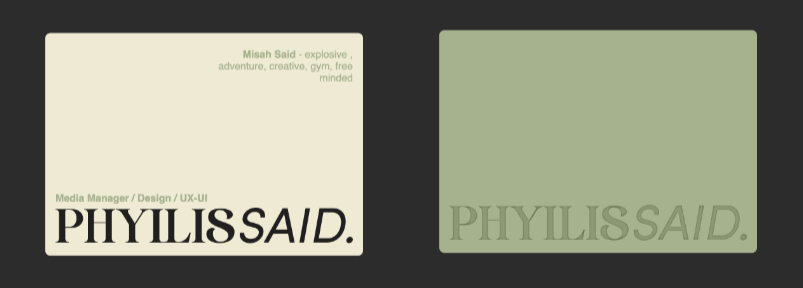 Misah Said - explosive ,
adventure, creative, gym, free
minded
Media Manager / Design / UX-UI
PHYILIS SAID.
PHYILIS SAID.